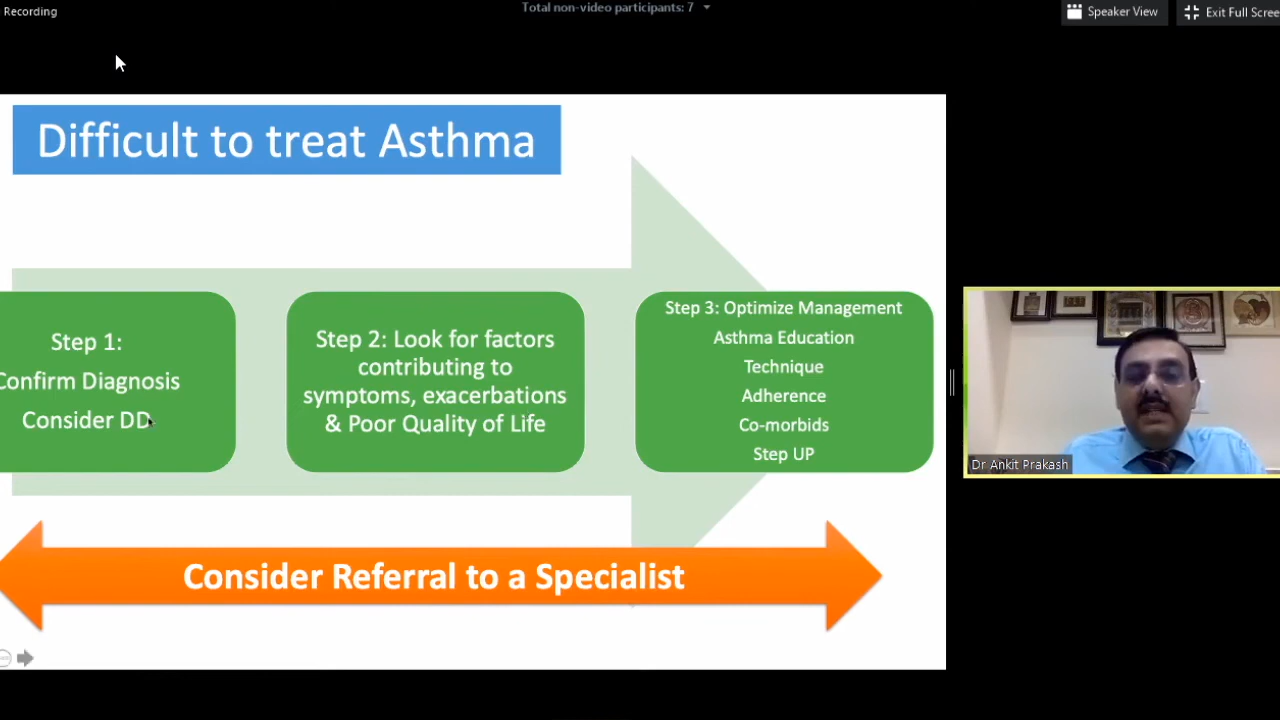 Recording
Total non-video participants: 7
Speaker View
Exit Full Scree
Difficult to treat Asthma
Step 1:
Confirm Diagnosis
Consider DD
Step 2: Look for factors
contributing to
symptoms, exacerbations
& Poor Quality of Life
Step 3: Optimize Management
Asthma Education
Technique
Adherence
Co-morbids
Step UP
Dr Ankit Prakash
Consider Referral to a Specialist